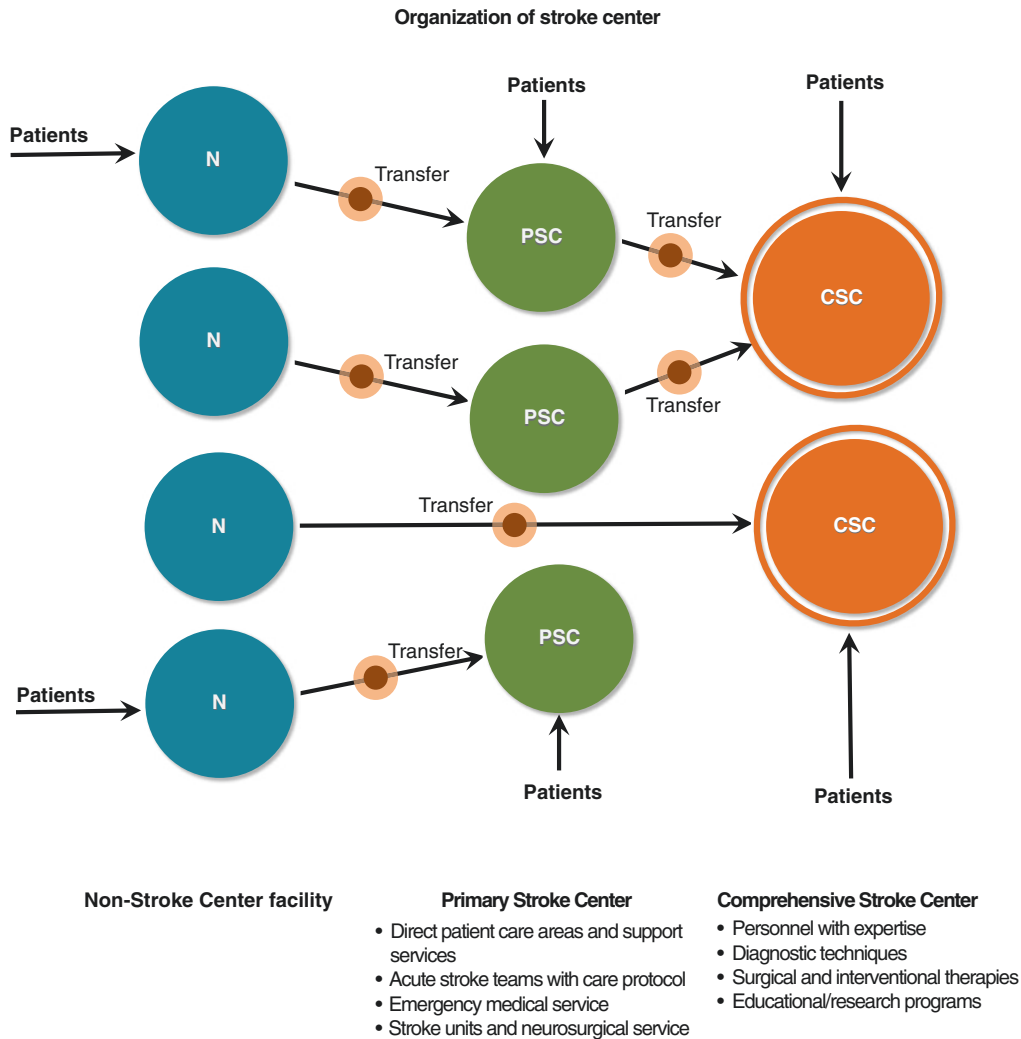 Organization of stroke center
Patients
Patients
Patients
N
Transfer
PSC
Transfer
CSC
N
Transfer
PSC
Transfer
N
Transfer
CSC
N
Transfer
PSC
Patients
Patients
Patients
Non-Stroke Center facility
Primary Stroke Center
• Direct patient care areas and support
services
• Acute stroke teams with care protocol
• Emergency medical service
• Stroke units and neurosurgical service
Comprehensive Stroke Center
• Personnel with expertise
• Diagnostic techniques
• Surgical and interventional therapies
• Educational/research programs